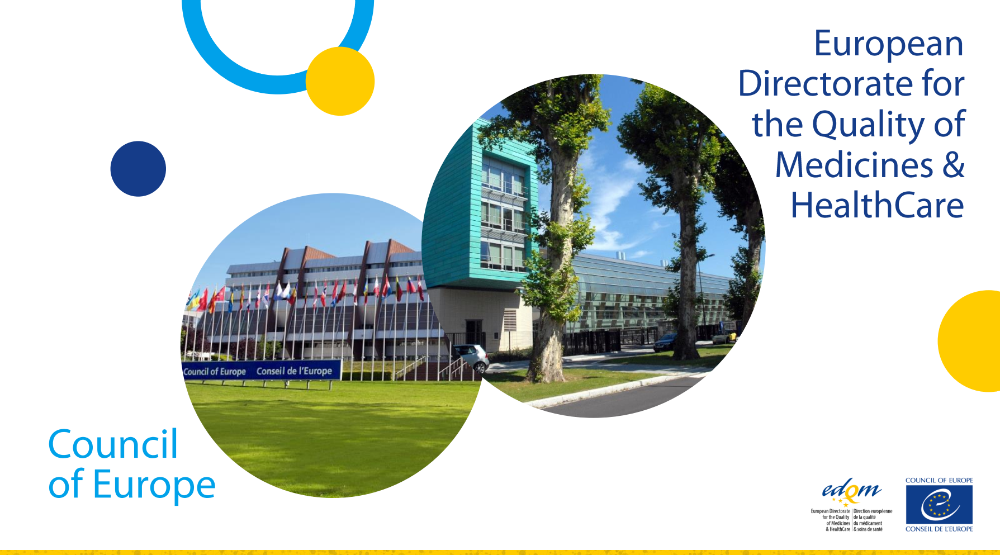 European
Directorate for
the Quality of
Medicines &
HealthCare
Council of Europe Conseil de l'Europe
Council
of Europe
edQm
European Directorate
for the Quality
of Medicines
& HealthCare
Direction européenne
de la qualité
du médicament
& soins de santé
COUNCIL OF EUROPE
CONSEIL DE L'EUROPE